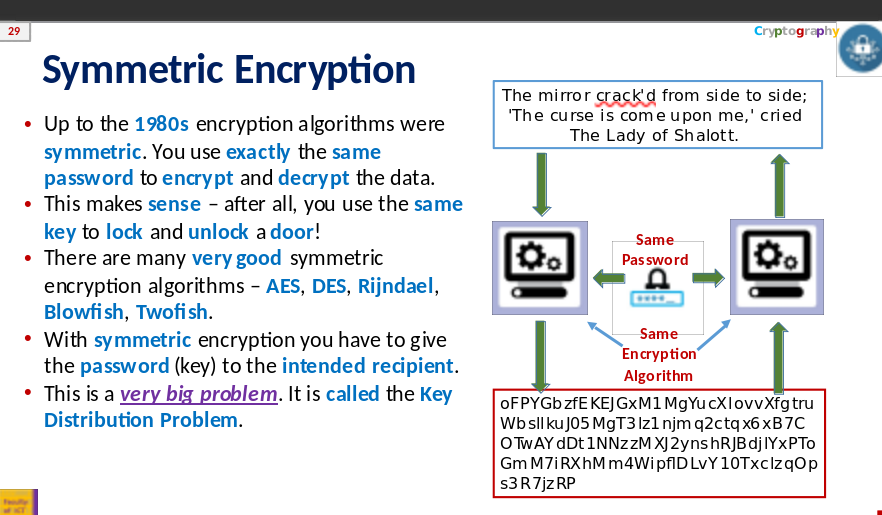 29
Cryptography
Symmetric Encryption
• Up to the 1980s encryption algorithms were
symmetric. You use exactly the same
password to encrypt and decrypt the data.
• This makes sense – after all, you use the same
key to lock and unlock a door!
• There are many very good symmetric
encryption algorithms – AES, DES, Rijndael,
Blowfish, Twofish.
• With symmetric encryption you have to give
the password (key) to the intended recipient.
• This is a very big problem. It is called the Key
Distribution Problem.
The mirror crack'd from side to side;
'The curse is come upon me,' cried
The Lady of Shalott.
Same
Password
Same
Encryption
Algorithm
Faculty
of ICT